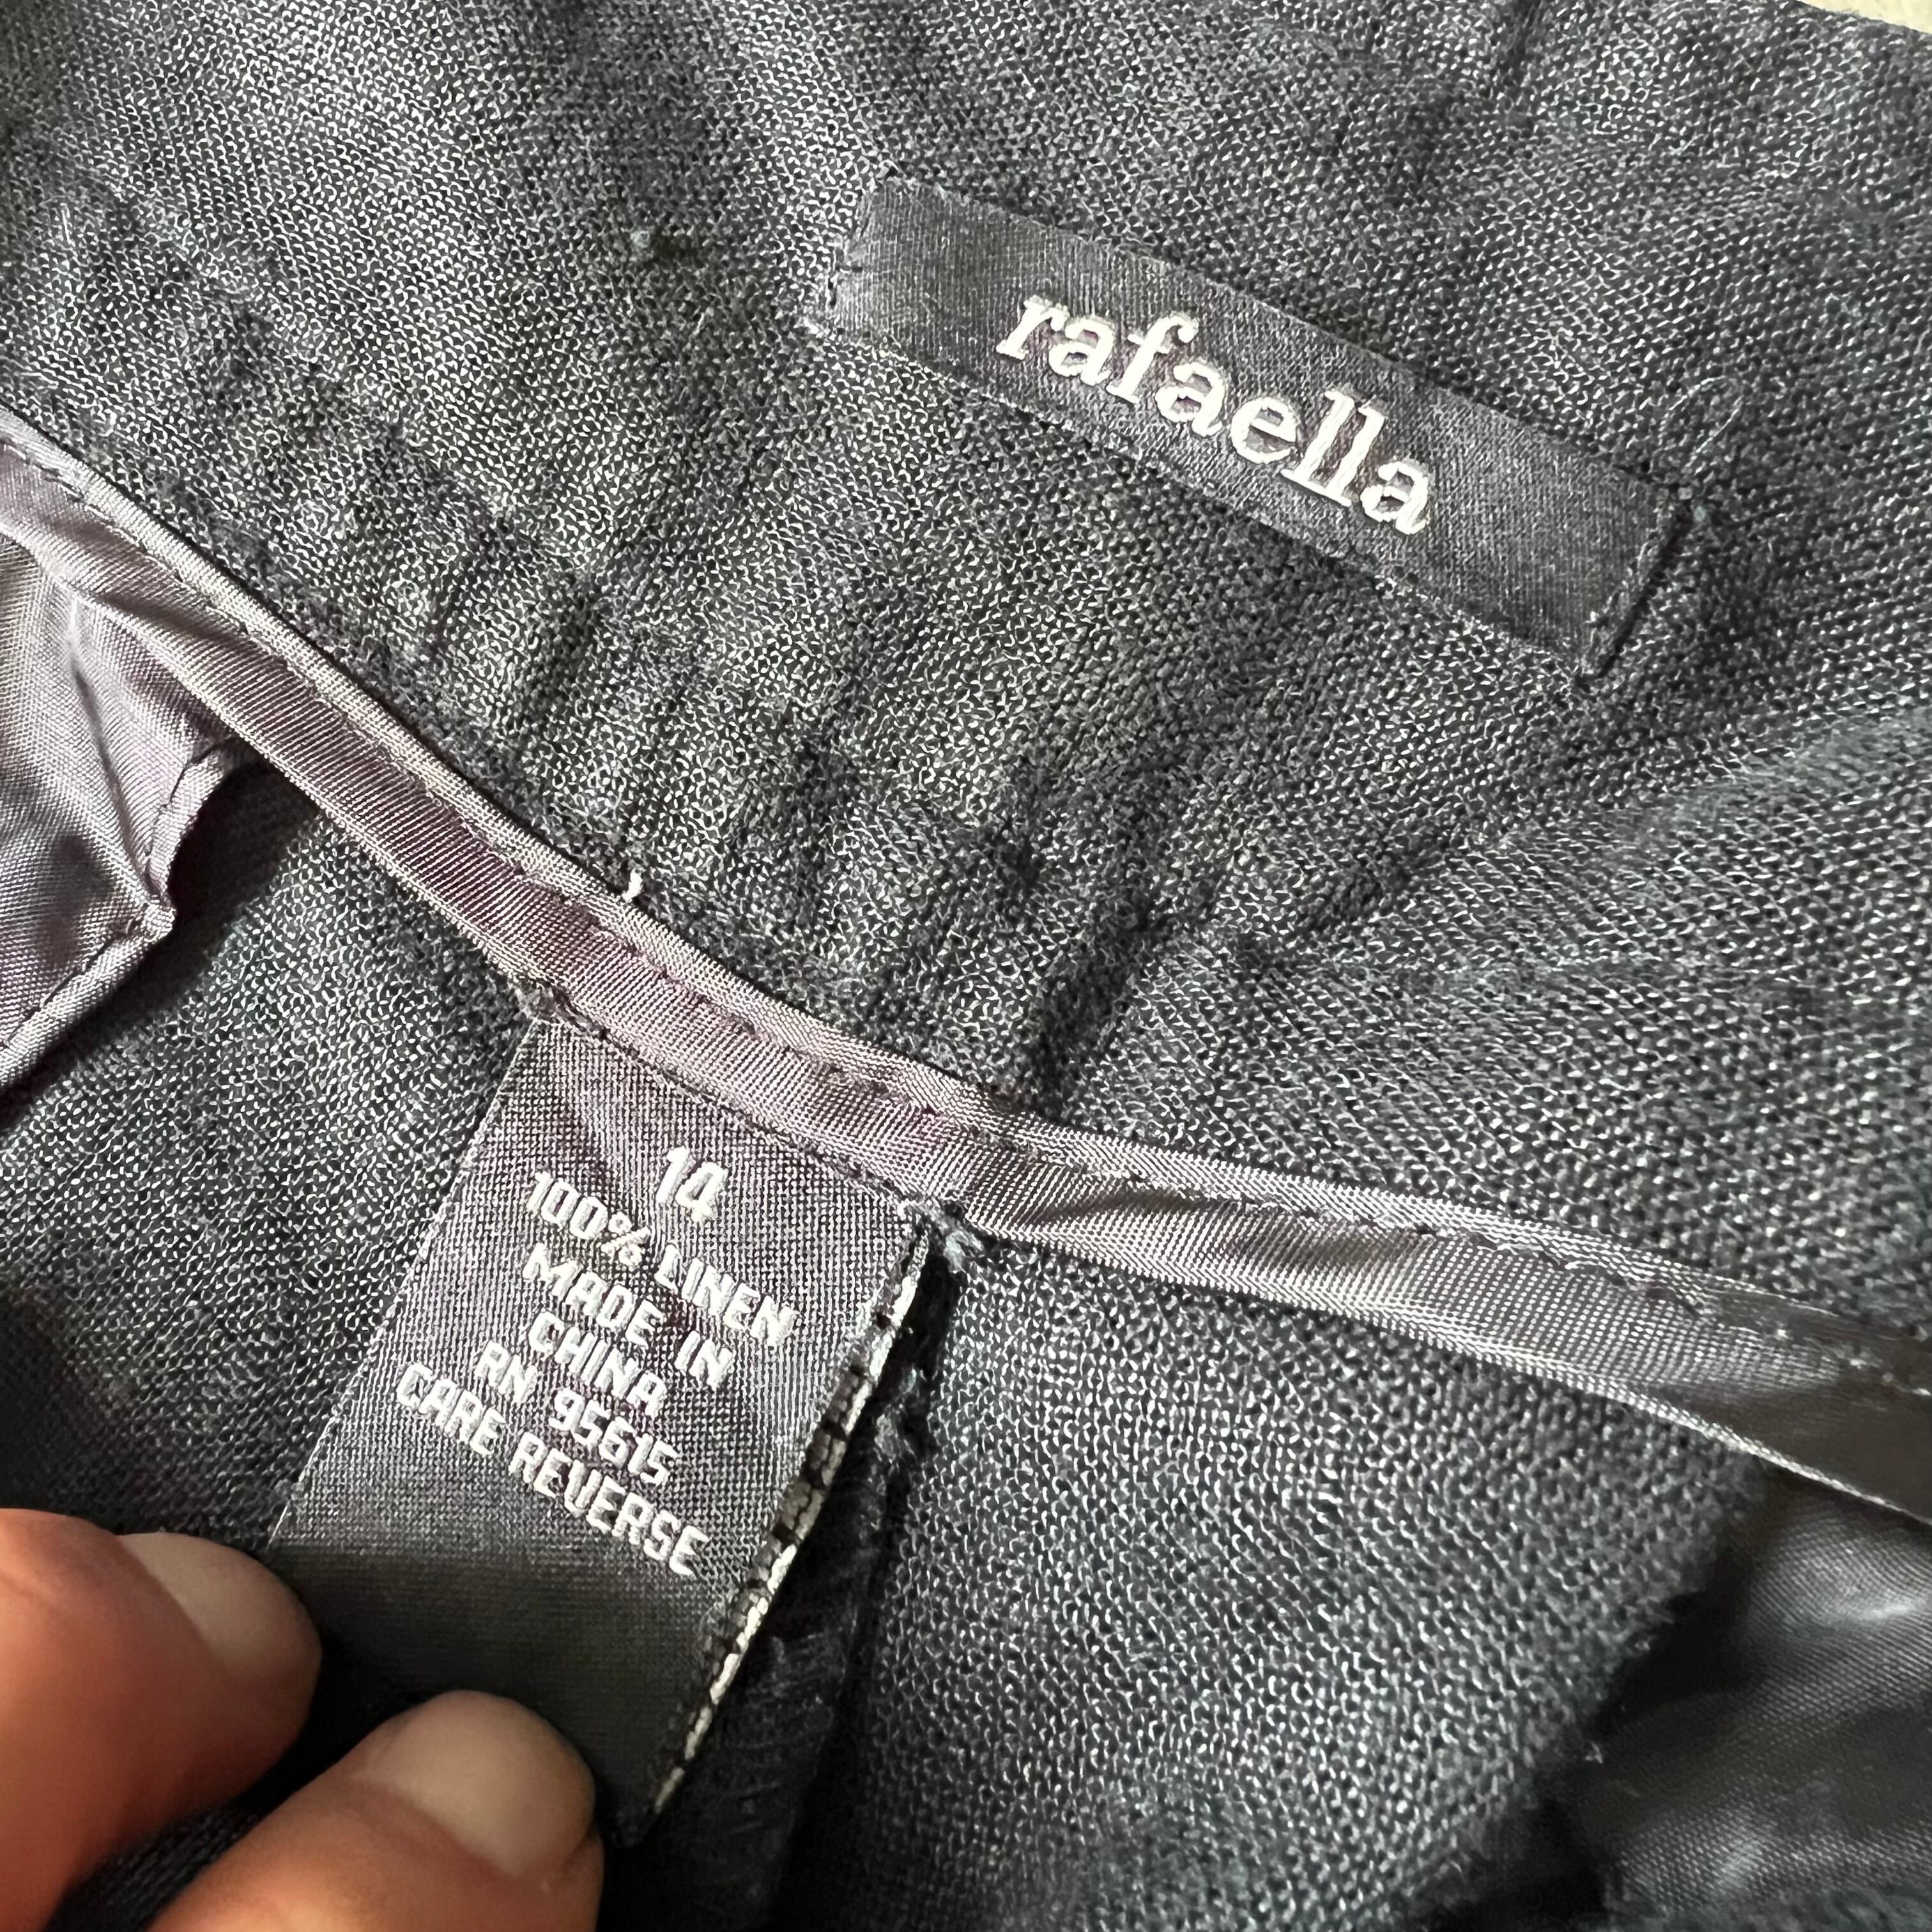 rafaella
14
100% LINEN
MADE IN
CHINA
RN 95615
CARE REVERSE